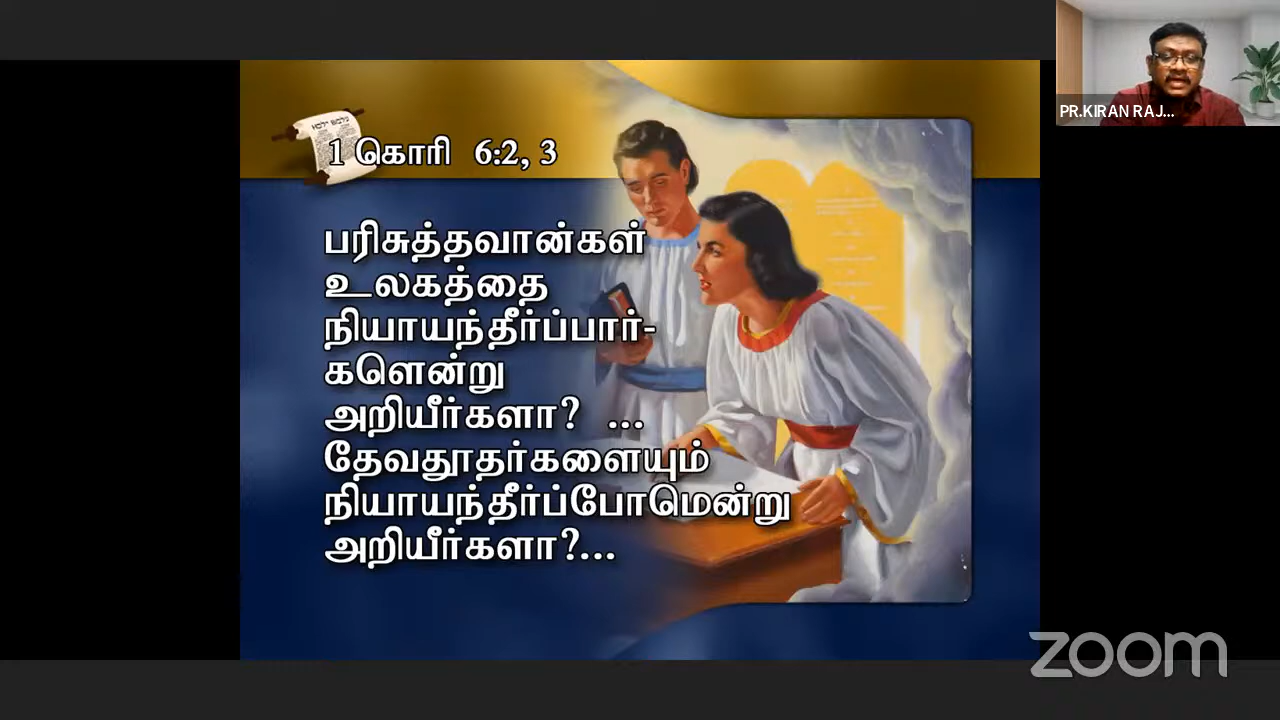 PR.KIRAN RAJ...
1 கொரி 6:2, 3
பரிசுத்தவான்கள்
உலகத்தை
நியாயந்தீர்ப்பார்-
களென்று
அறியீர்களா? ...
தேவதூதர்களையும்
நியாயந்தீர்ப்போமென்று
அறியீர்களா?...
zoom